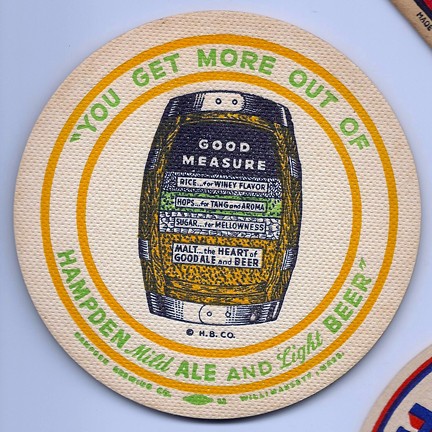 "YOU GET MORE OUT OF
HAMPDEN Mild ALE AND Light BEER"
GOOD
MEASURE
RICE...for WINEY FLAVOR
HOPS...for TANG and AROMA
SUGAR...for MELLOWNESS
MALT...the HEART of
GOOD ALE and BEER
© H.B. CO.
HAMPDEN BREWING CO. WILLIMANSETT, MASS.
MADE